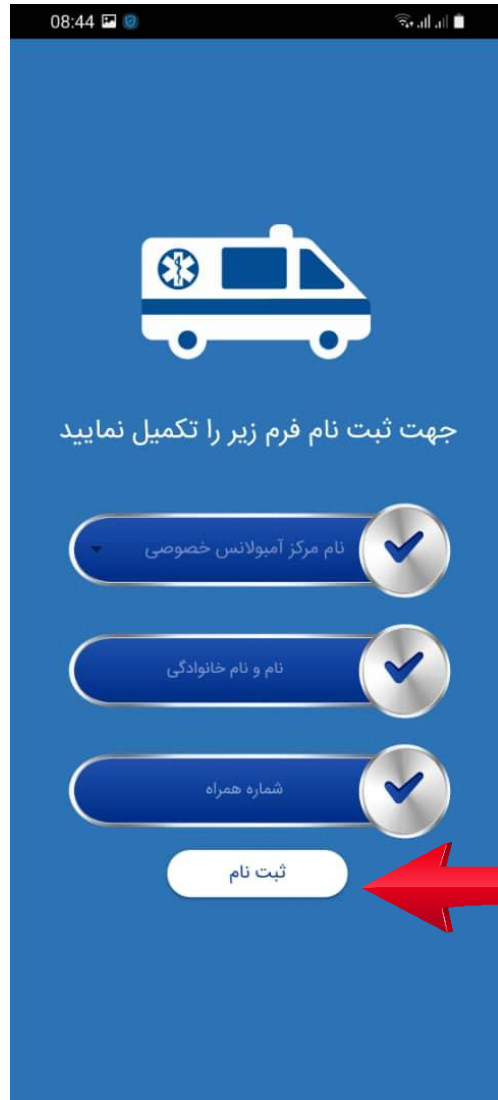 08:44
جهت ثبت نام فرم زیر را تکمیل نمایید
نام مرکز آمبولانس خصوصی
نام و نام خانوادگی
شماره همراه
ثبت نام